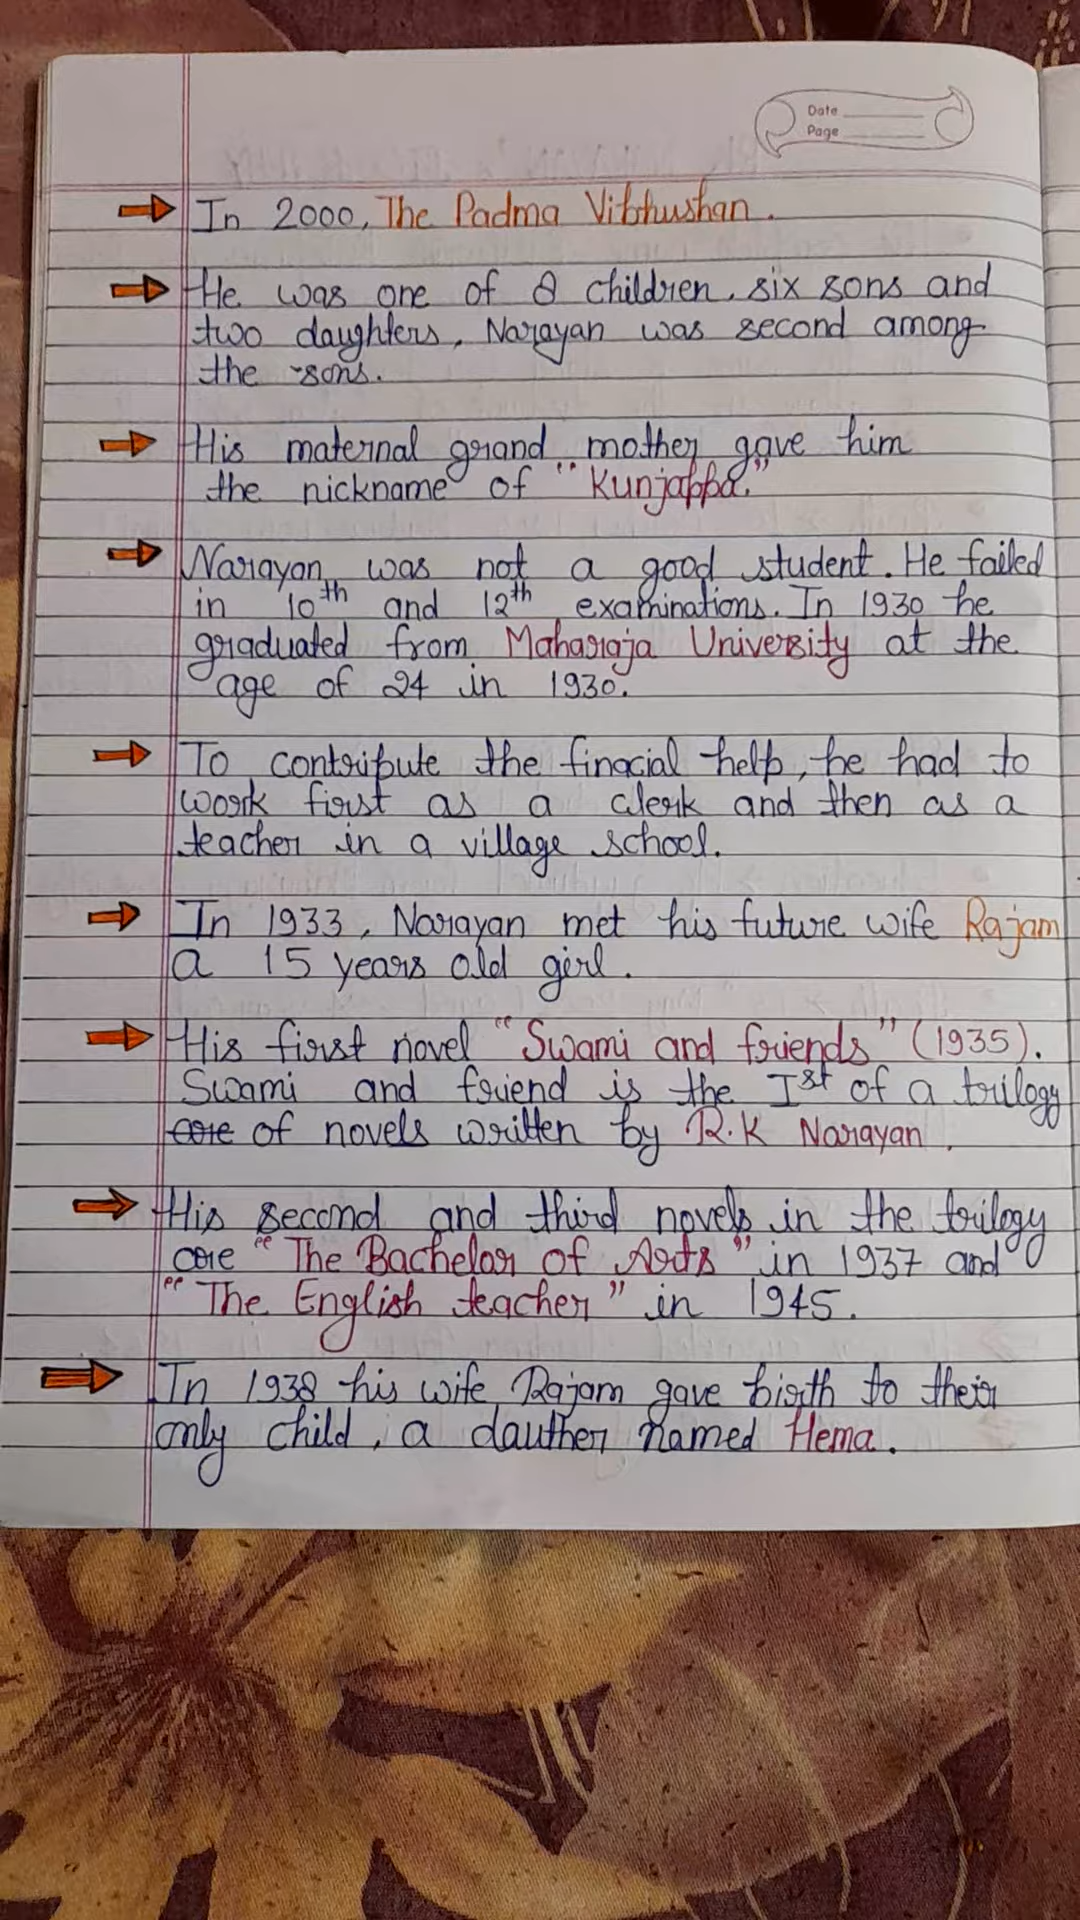 Date
Page
In 2000, The Padma Vibhushan.
He was one of 8 children. six sons and
two daughters, Narayan was second among
the sons.
His maternal grand mother gave him
the nickname of "Kunjappa."
Narayan was not a good student. He failed
in 10th and 12th examinations. In 1930 he
graduated from Maharaja University at the
age of 24 in 1930.
To contribute the finacial help, he had to
work first as a clerk and then as a
teacher in a village school.
In 1933, Narayan met his future wife Rajam
a 15 years old girl.
His first novel "Swami and friends" (1935).
Swami and friend is the Ist of a trilogy
of novels written by R.K Narayan.
His second and third novels in the trilogy
are "The Bachelor of Arts" in 1937 and
"The English teacher" in 1945.
In 1938 his wife Rajam gave birth to their
only child, a dauther named Hema.